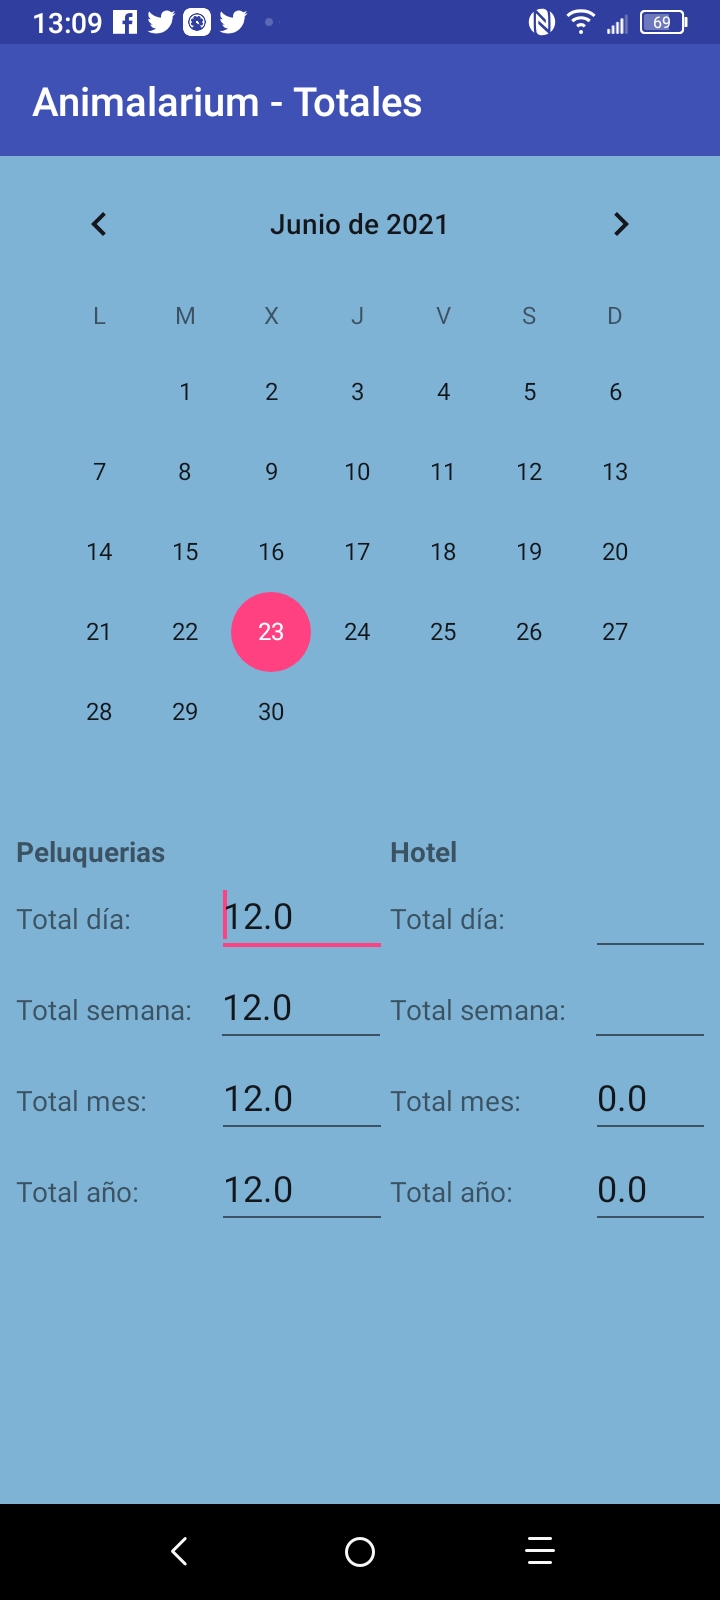 13:09
69
Animalarium - Totales
Junio de 2021
L M X J V S D
1 2 3 4 5 6
7 8 9 10 11 12 13
14 15 16 17 18 19 20
21 22 23 24 25 26 27
28 29 30
Peluquerias Hotel
Total día: 12.0 Total día:
Total semana: 12.0 Total semana:
Total mes: 12.0 Total mes: 0.0
Total año: 12.0 Total año: 0.0